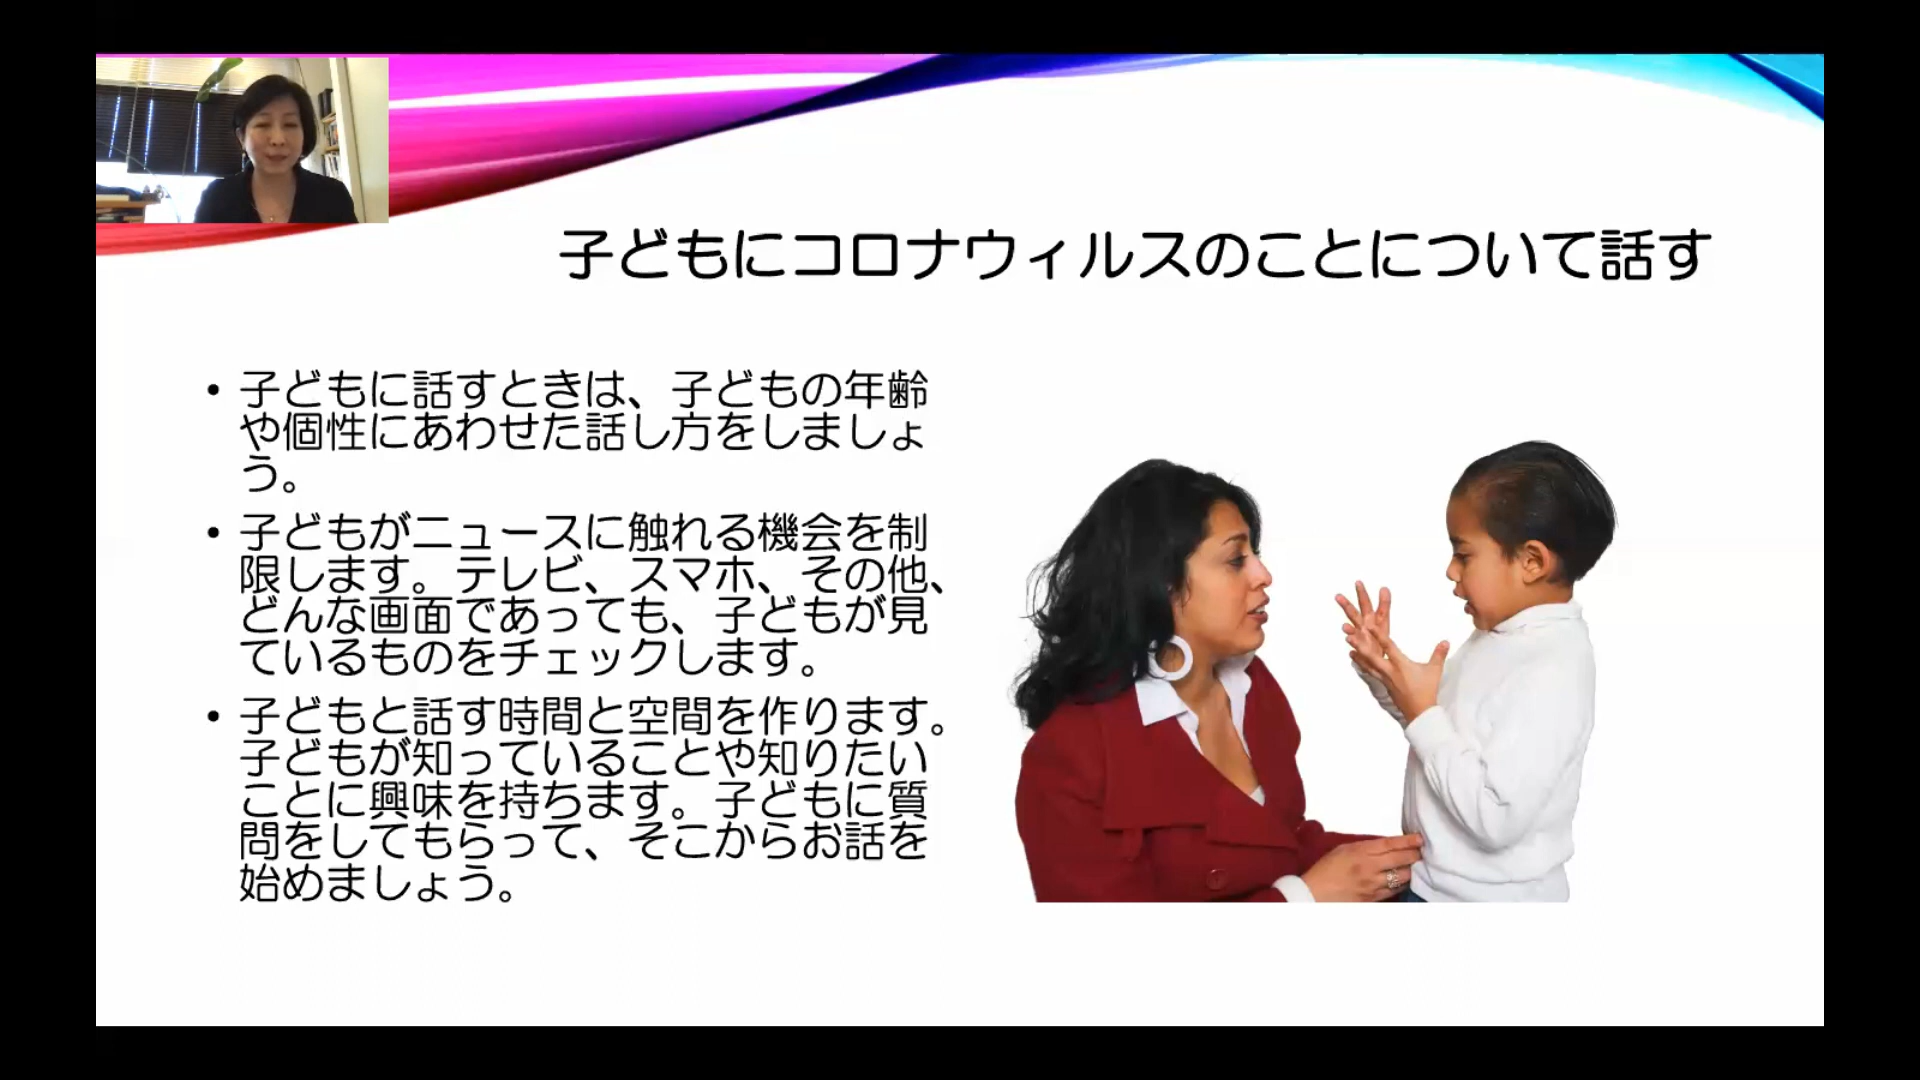 子どもにコロナウィルスのことについて話す
• 子どもに話すときは、子どもの年齢
や個性にあわせた話し方をしましょ
う。
• 子どもがニュースに触れる機会を制
限します。テレビ、スマホ、その他、
どんな画面であっても、子どもが見
ているものをチェックします。
• 子どもと話す時間と空間を作ります。
子どもが知っていることや知りたい
ことに興味を持ちます。子どもに質
問をしてもらって、そこからお話を
始めましょう。